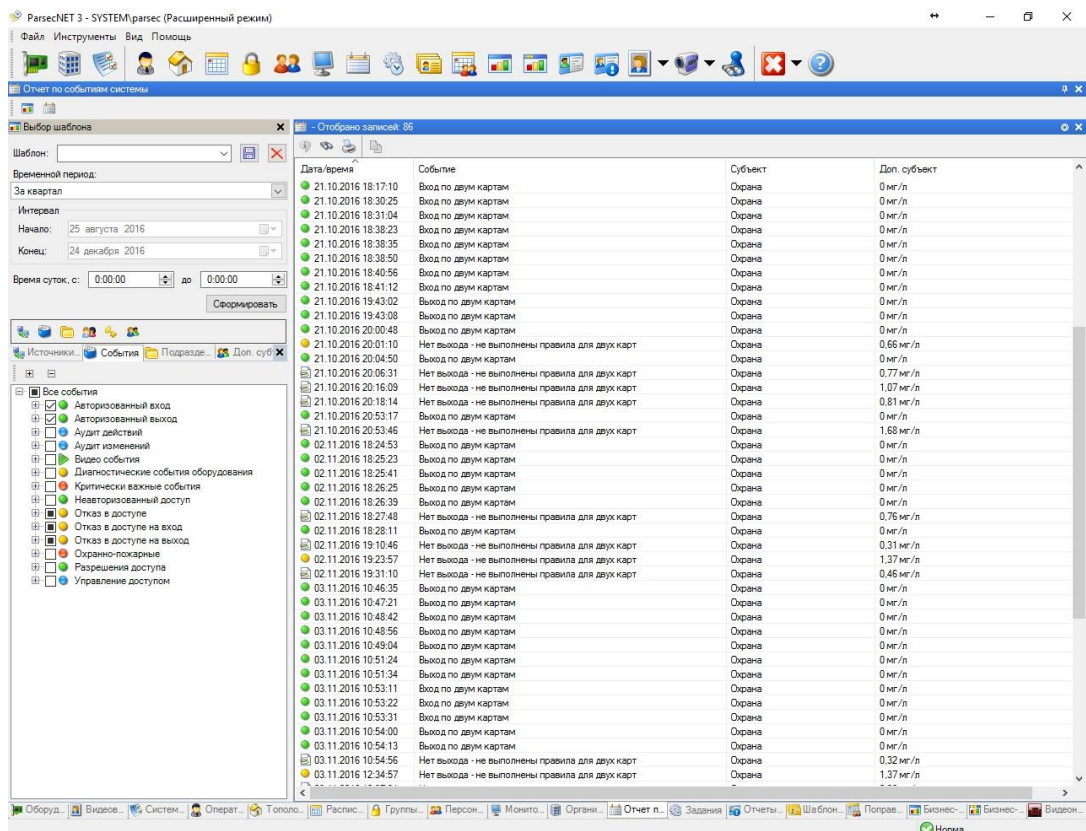 ParsecNET 3 - SYSTEM\parsec (Расширенный режим)
Файл Инструменты Вид Помощь
Отчет по событиям системы
Выбор шаблона
Шаблон:
Временной период:
За квартал
Интервал
Начало: 25 августа 2016
Конец: 24 декабря 2016
Время суток, с: 0:00:00 до 0:00:00
Сформировать
Источники... События Подразде... Доп. суб
Все события
Авторизованный вход
Авторизованный выход
Аудит действий
Аудит изменений
Видео события
Диагностические события оборудования
Критически важные события
Неавторизованный доступ
Отказ в доступе
Отказ в доступе на вход
Отказ в доступе на выход
Охранно-пожарные
Разрешения доступа
Управление доступом
- Отобрано записей: 86
Дата/время Событие Субъект Доп. субъект
21.10.2016 18:17:10 Вход по двум картам Охрана 0 мг/л
21.10.2016 18:30:25 Вход по двум картам Охрана 0 мг/л
21.10.2016 18:31:04 Вход по двум картам Охрана 0 мг/л
21.10.2016 18:38:23 Вход по двум картам Охрана 0 мг/л
21.10.2016 18:38:35 Вход по двум картам Охрана 0 мг/л
21.10.2016 18:38:50 Вход по двум картам Охрана 0 мг/л
21.10.2016 18:40:56 Вход по двум картам Охрана 0 мг/л
21.10.2016 18:41:12 Вход по двум картам Охрана 0 мг/л
21.10.2016 19:43:02 Выход по двум картам Охрана 0 мг/л
21.10.2016 19:43:08 Выход по двум картам Охрана 0 мг/л
21.10.2016 20:00:48 Выход по двум картам Охрана 0 мг/л
21.10.2016 20:01:10 Нет выхода - не выполнены правила для двух карт Охрана 0,66 мг/л
21.10.2016 20:04:50 Выход по двум картам Охрана 0 мг/л
21.10.2016 20:06:31 Нет выхода - не выполнены правила для двух карт Охрана 0,77 мг/л
21.10.2016 20:16:09 Нет выхода - не выполнены правила для двух карт Охрана 1,07 мг/л
21.10.2016 20:18:14 Нет выхода - не выполнены правила для двух карт Охрана 0,81 мг/л
21.10.2016 20:53:17 Выход по двум картам Охрана 0 мг/л
21.10.2016 20:53:46 Нет выхода - не выполнены правила для двух карт Охрана 1,68 мг/л
02.11.2016 18:24:53 Выход по двум картам Охрана 0 мг/л
02.11.2016 18:25:23 Выход по двум картам Охрана 0 мг/л
02.11.2016 18:25:41 Выход по двум картам Охрана 0 мг/л
02.11.2016 18:26:25 Выход по двум картам Охрана 0 мг/л
02.11.2016 18:26:39 Выход по двум картам Охрана 0 мг/л
02.11.2016 18:27:48 Нет выхода - не выполнены правила для двух карт Охрана 0,76 мг/л
02.11.2016 18:28:11 Выход по двум картам Охрана 0 мг/л
02.11.2016 19:10:46 Нет выхода - не выполнены правила для двух карт Охрана 0,31 мг/л
02.11.2016 19:23:57 Нет выхода - не выполнены правила для двух карт Охрана 1,37 мг/л
02.11.2016 19:31:10 Нет выхода - не выполнены правила для двух карт Охрана 0,46 мг/л
03.11.2016 10:46:35 Выход по двум картам Охрана 0 мг/л
03.11.2016 10:47:21 Выход по двум картам Охрана 0 мг/л
03.11.2016 10:48:42 Выход по двум картам Охрана 0 мг/л
03.11.2016 10:48:56 Выход по двум картам Охрана 0 мг/л
03.11.2016 10:49:04 Выход по двум картам Охрана 0 мг/л
03.11.2016 10:51:24 Выход по двум картам Охрана 0 мг/л
03.11.2016 10:51:34 Выход по двум картам Охрана 0 мг/л
03.11.2016 10:53:11 Вход по двум картам Охрана 0 мг/л
03.11.2016 10:53:22 Вход по двум картам Охрана 0 мг/л
03.11.2016 10:53:31 Вход по двум картам Охрана 0 мг/л
03.11.2016 10:54:00 Выход по двум картам Охрана 0 мг/л
03.11.2016 10:54:13 Выход по двум картам Охрана 0 мг/л
03.11.2016 10:54:56 Нет выхода - не выполнены правила для двух карт Охрана 0,32 мг/л
03.11.2016 12:34:57 Нет выхода - не выполнены правила для двух карт Охрана 1,37 мг/л
Оборуд... Видеов... Систем... Операт... Тополо... Распис... Группы... Персон... Монито... Органи... Отчет п... Задания Отчеты... Шаблон... Поправ... Бизнес-... Бизнес-... Видеон...
Норма